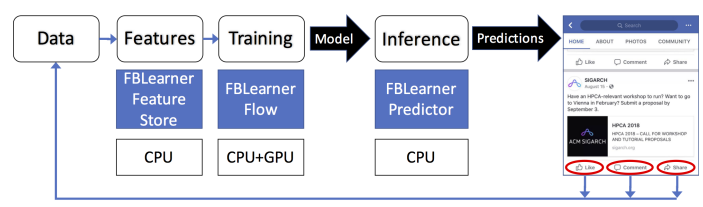 Data
Features
Training
Model
Inference
Predictions
FBLearner
Feature
Store
FBLearner
Flow
FBLearner
Predictor
CPU
CPU+GPU
CPU
Search
HOME ABOUT PHOTOS COMMUNITY
Like Comment Share
SIGARCH
August 15
Have an HPCA-relevant workshop to run? Want to go
to Vienna in February? Submit a proposal by
September 3.
ACM SIGARCH
HPCA 2018
HPCA 2018 – CALL FOR WORKSHOP
AND TUTORIAL PROPOSALS
sigarch.org
Like Comment Share